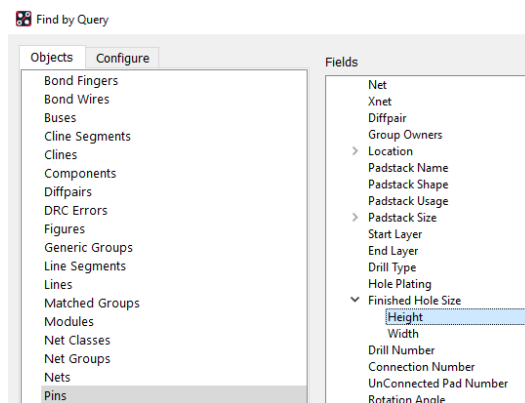 Find by Query
Objects
Configure
Bond Fingers
Bond Wires
Buses
Cline Segments
Clines
Components
Diffpairs
DRC Errors
Figures
Generic Groups
Line Segments
Lines
Matched Groups
Modules
Net Classes
Net Groups
Nets
Pins
Fields
Net
Xnet
Diffpair
Group Owners
Location
Padstack Name
Padstack Shape
Padstack Usage
Padstack Size
Start Layer
End Layer
Drill Type
Hole Plating
Finished Hole Size
Height
Width
Drill Number
Connection Number
UnConnected Pad Number
Rotation Angle